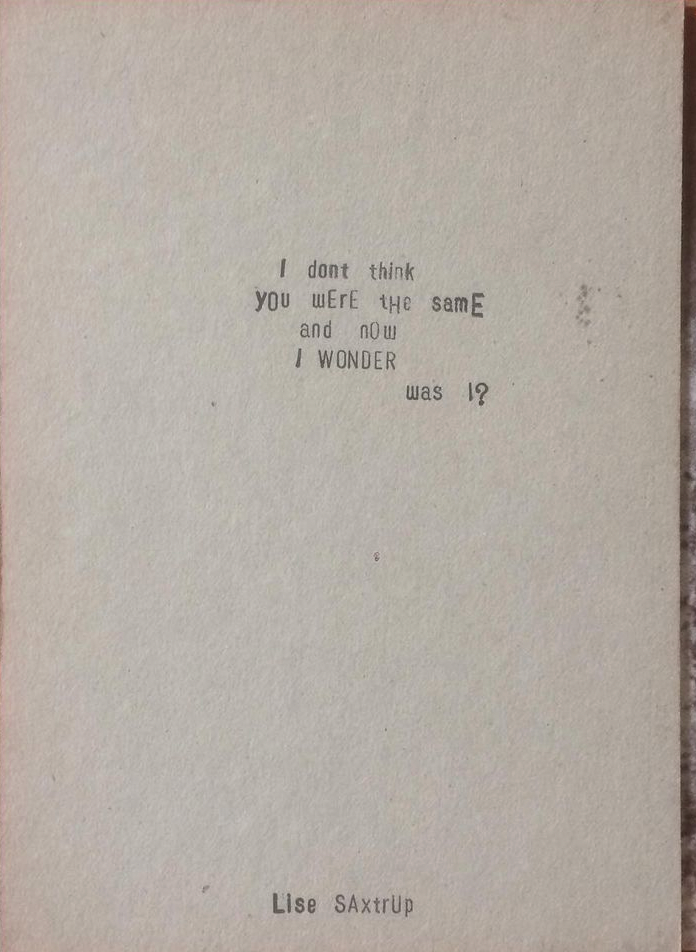 I dont think
you wErE tHe samE
and nOw
I WONDER
was I?
Lise SAxtrUp